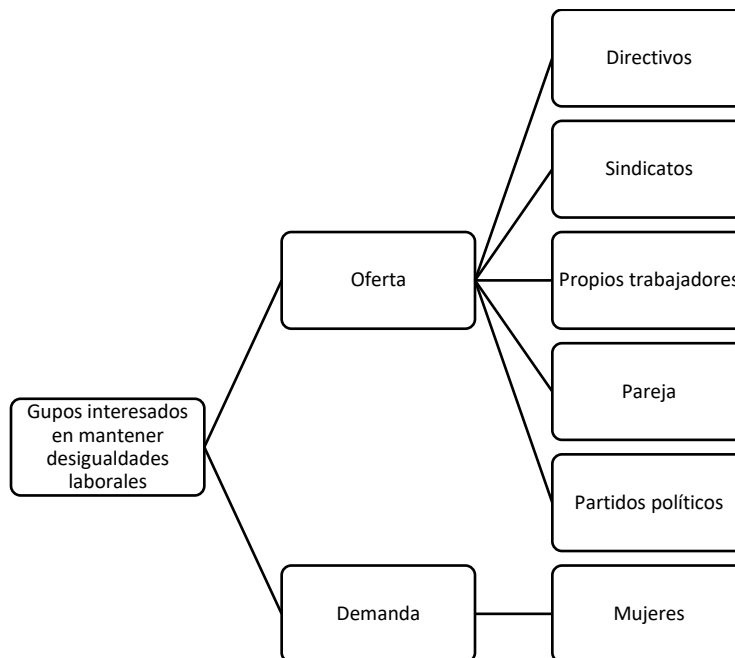 Directivos
Sindicatos
Oferta
Propios trabajadores
Pareja
Gupos interesados
en mantener
desigualdades
laborales
Partidos políticos
Demanda
Mujeres